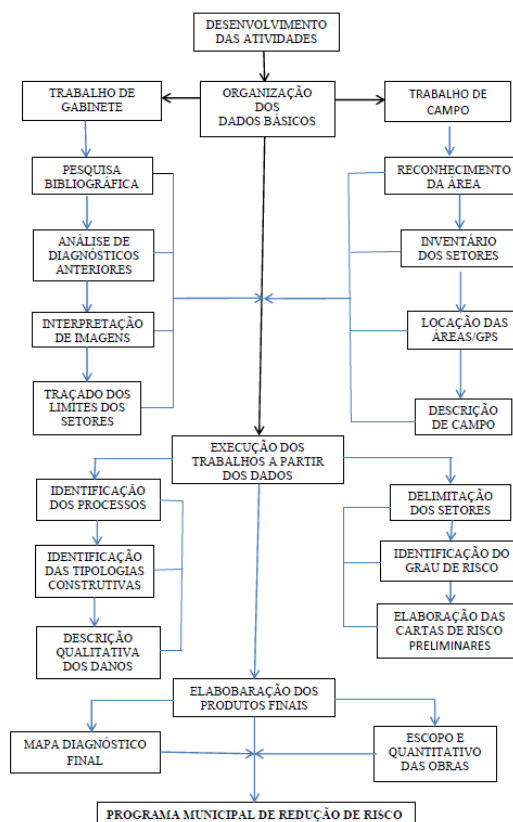 DESENVOLVIMENTO
DAS ATIVIDADES
TRABALHO DE
GABINETE
ORGANIZAÇÃO
DOS
DADOS BÁSICOS
TRABALHO DE
CAMPO
PESQUISA
BIBLIOGRÁFICA
RECONHECIMENTO
DA ÁREA
ANÁLISE DE
DIAGNÓSTICOS
ANTERIORES
INVENTÁRIO
DOS SETORES
INTERPRETAÇÃO
DE IMAGENS
LOCAÇÃO DAS
ÁREAS/GPS
TRAÇADO DOS
LIMITES DOS
SETORES
DESCRIÇÃO
DE CAMPO
EXECUÇÃO DOS
TRABALHOS A PARTIR
DOS DADOS
IDENTIFICAÇÃO
DOS PROCESSOS
DELIMITAÇÃO
DOS SETORES
IDENTIFICAÇÃO
DAS TIPOLOGIAS
CONSTRUTIVAS
IDENTIFICAÇÃO DO
GRAU DE RISCO
DESCRIÇÃO
QUALITATIVA
DOS DANOS
ELABORAÇÃO DAS
CARTAS DE RISCO
PRELIMINARES
ELABOBARAÇÃO DOS
PRODUTOS FINAIS
MAPA DIAGNÓSTICO
FINAL
ESCOPO E
QUANTITATIVO
DAS OBRAS
PROGRAMA MUNICIPAL DE REDUÇÃO DE RISCO